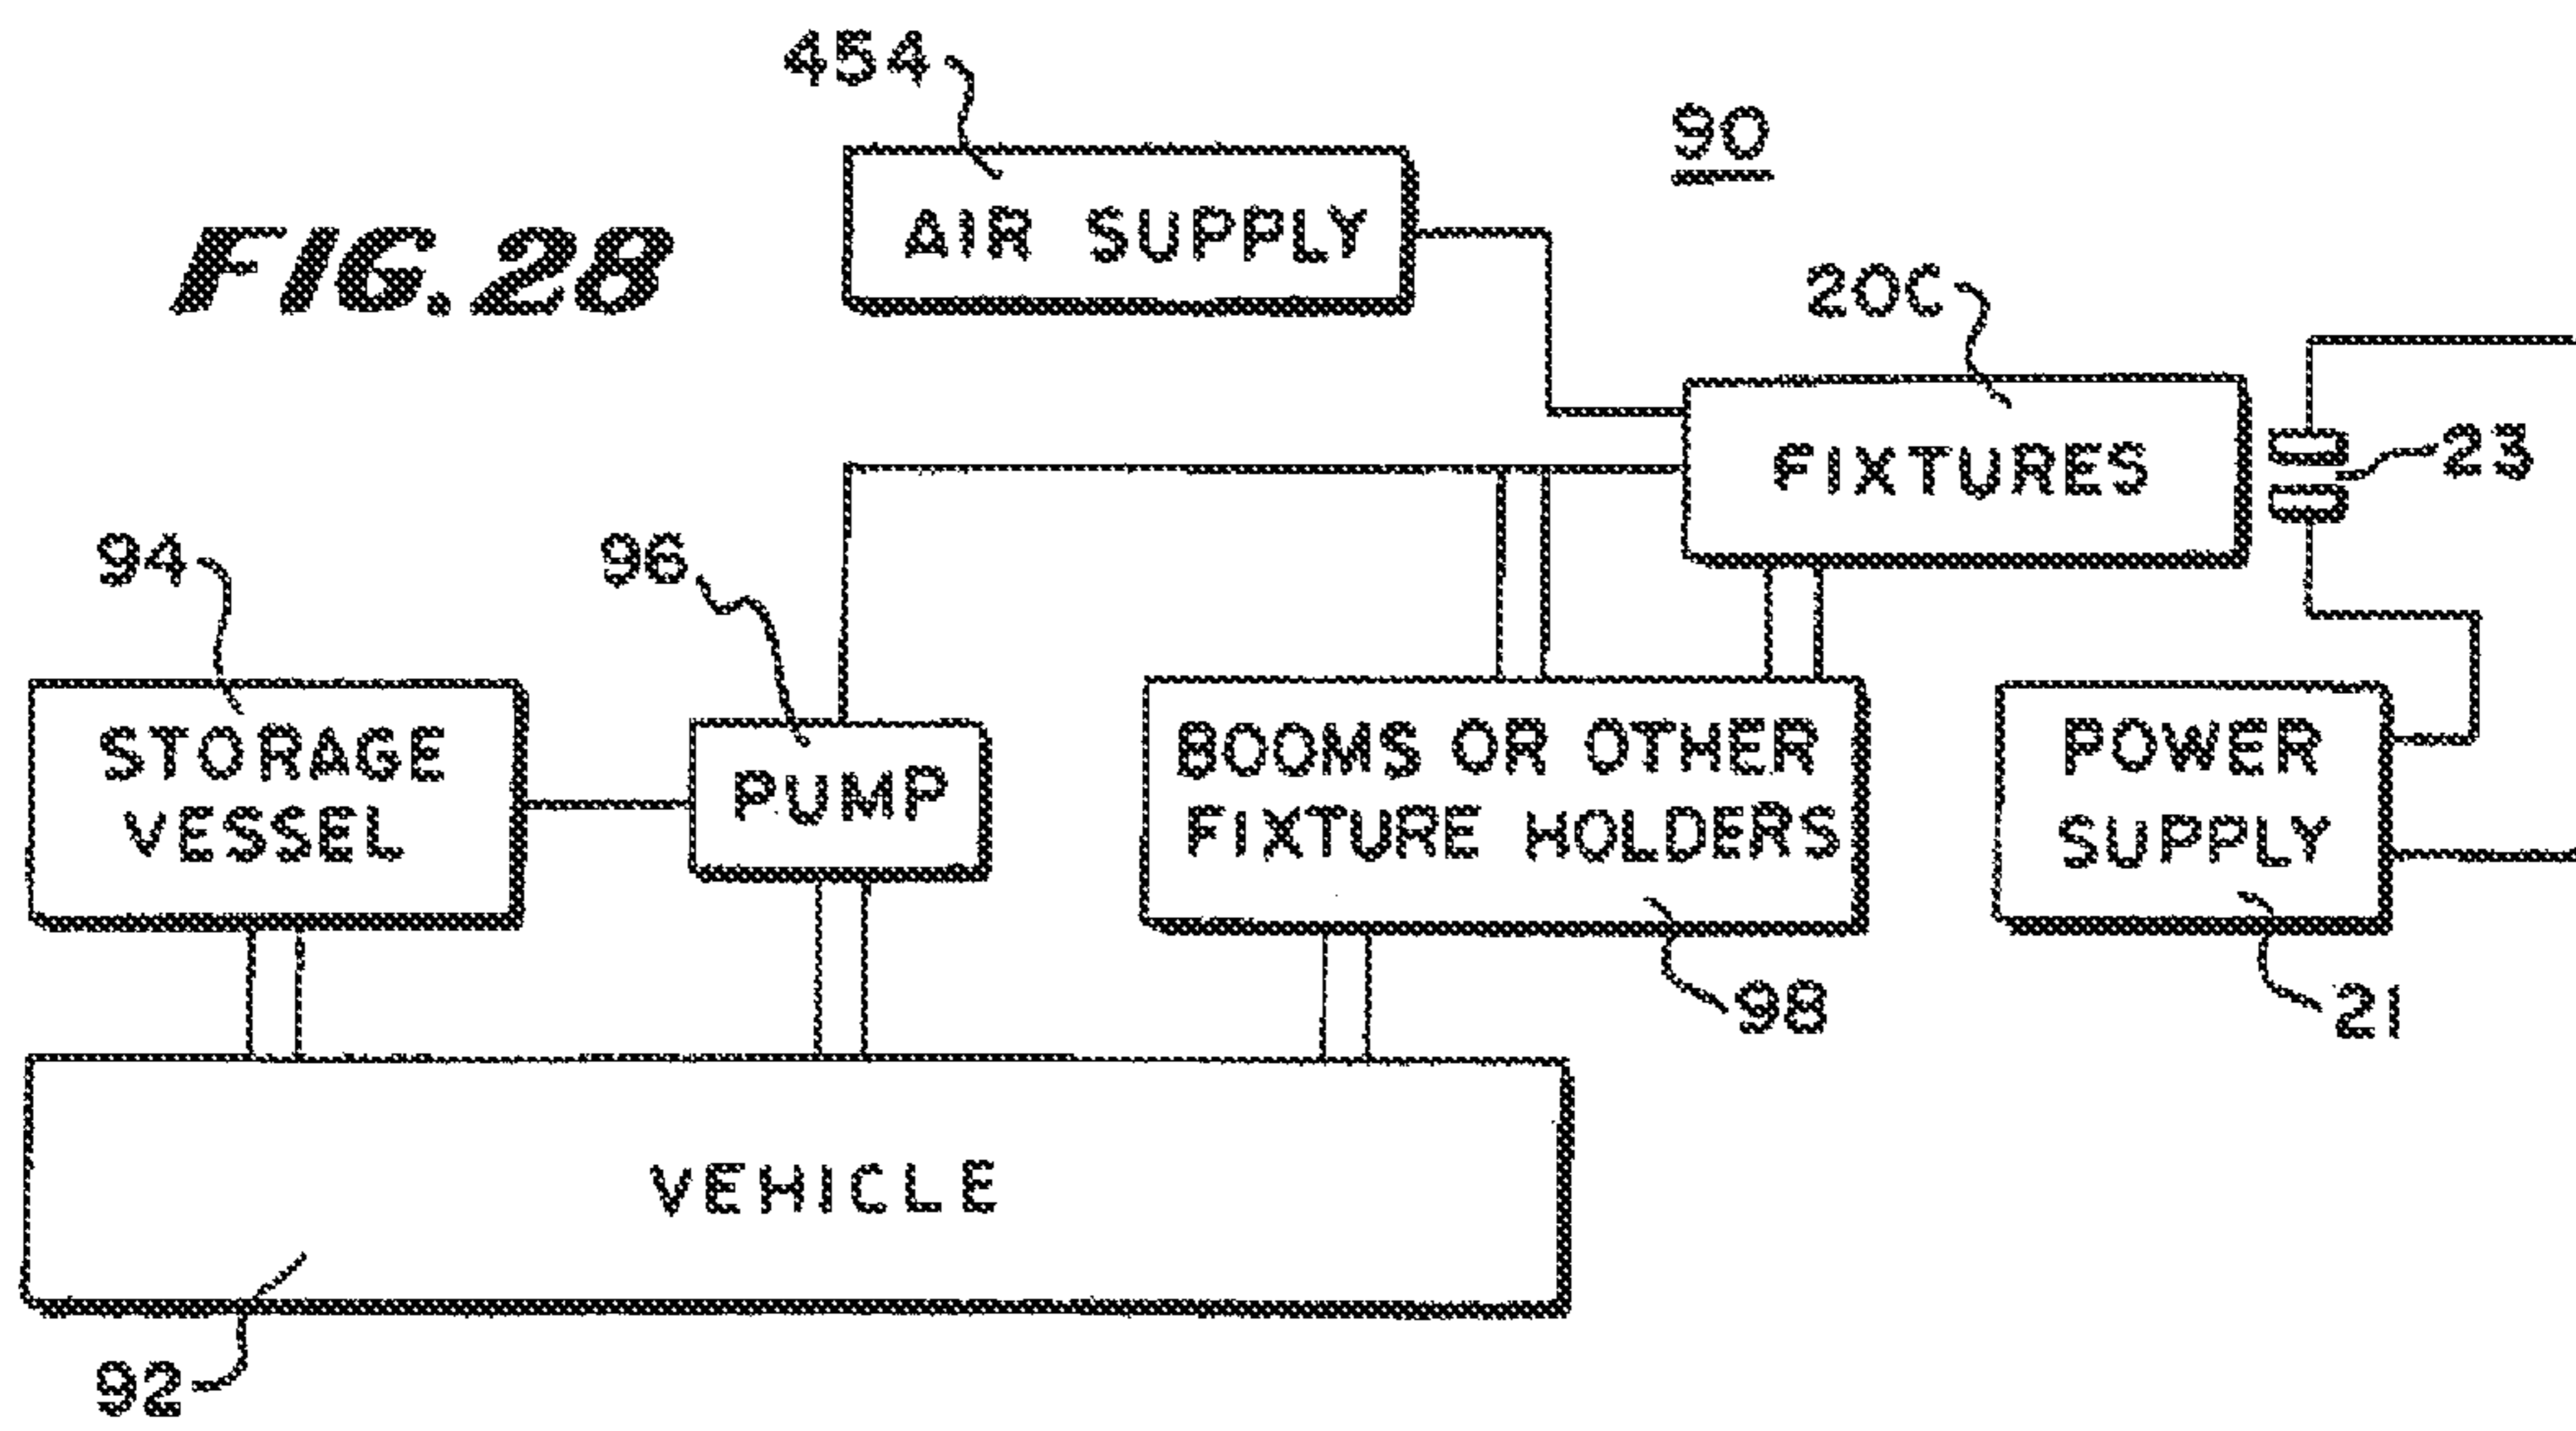 454
90
AIR SUPPLY
FIG. 28
20C
23
FIXTURES
94
96
STORAGE
VESSEL
PUMP
BOOMS OR OTHER
FIXTURE HOLDERS
POWER
SUPPLY
98
21
VEHICLE
92